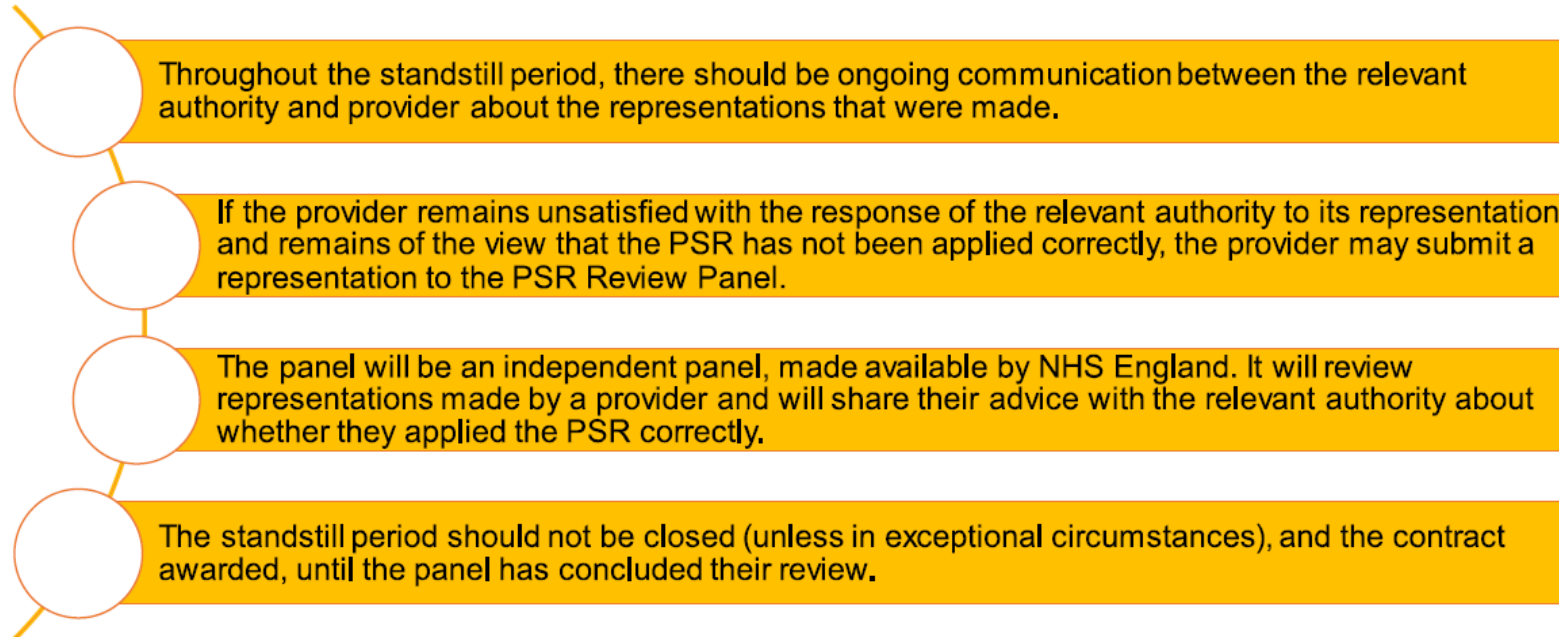 Throughout the standstill period, there should be ongoing communication between the relevant
authority and provider about the representations that were made.
If the provider remains unsatisfied with the response of the relevant authority to its representation
and remains of the view that the PSR has not been applied correctly, the provider may submit a
representation to the PSR Review Panel.
The panel will be an independent panel, made available by NHS England. It will review
representations made by a provider and will share their advice with the relevant authority about
whether they applied the PSR correctly.
The standstill period should not be closed (unless in exceptional circumstances), and the contract
awarded, until the panel has concluded their review.